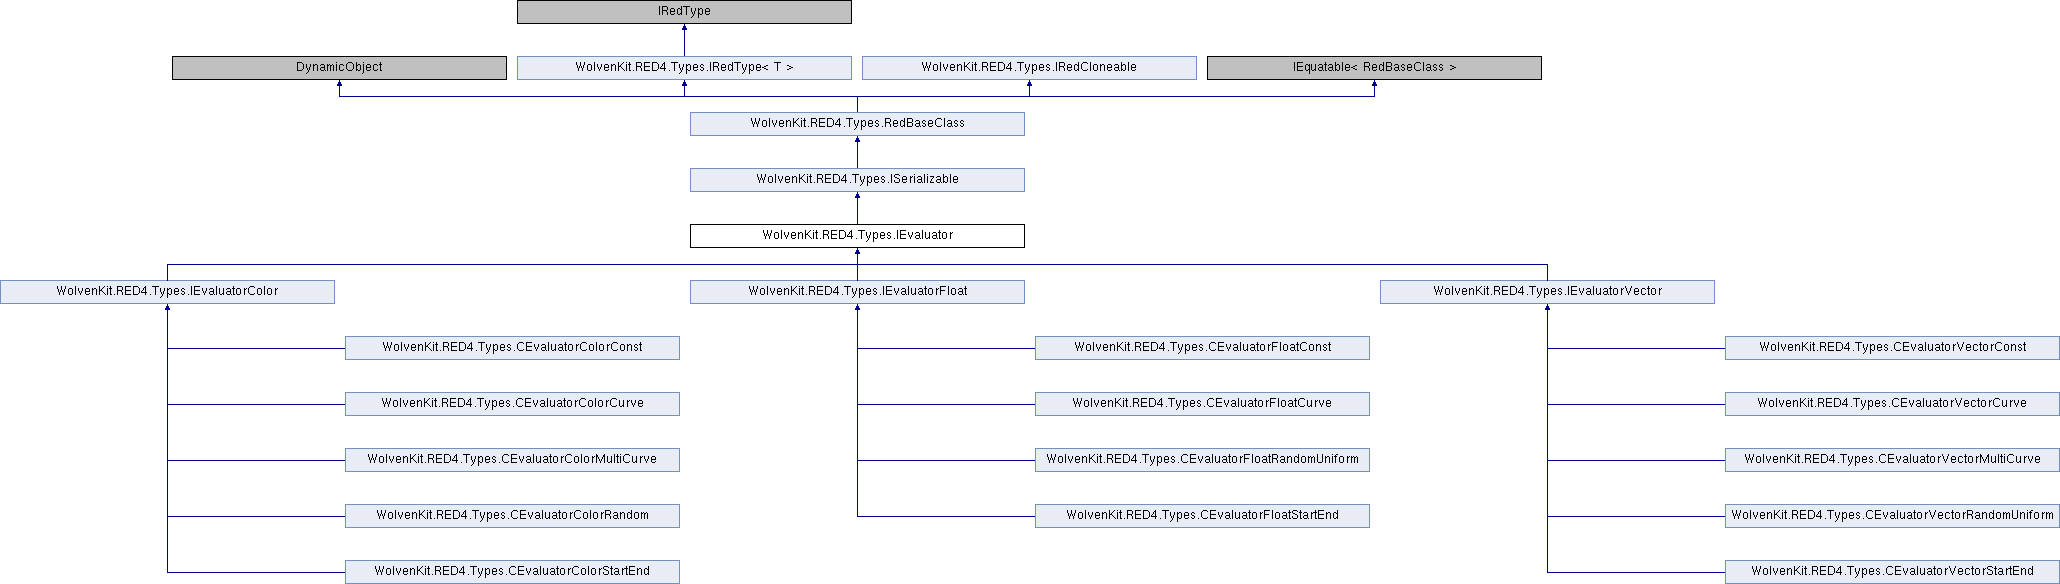 IRedType
DynamicObject
WolvenKit.RED4.Types.IRedType< T >
WolvenKit.RED4.Types.IRedCloneable
IEquatable< RedBaseClass >
WolvenKit.RED4.Types.RedBaseClass
WolvenKit.RED4.Types.ISerializable
WolvenKit.RED4.Types.IEvaluator
WolvenKit.RED4.Types.IEvaluatorColor
WolvenKit.RED4.Types.IEvaluatorFloat
WolvenKit.RED4.Types.IEvaluatorVector
WolvenKit.RED4.Types.CEvaluatorColorConst
WolvenKit.RED4.Types.CEvaluatorFloatConst
WolvenKit.RED4.Types.CEvaluatorVectorConst
WolvenKit.RED4.Types.CEvaluatorColorCurve
WolvenKit.RED4.Types.CEvaluatorFloatCurve
WolvenKit.RED4.Types.CEvaluatorVectorCurve
WolvenKit.RED4.Types.CEvaluatorColorMultiCurve
WolvenKit.RED4.Types.CEvaluatorFloatRandomUniform
WolvenKit.RED4.Types.CEvaluatorVectorMultiCurve
WolvenKit.RED4.Types.CEvaluatorColorRandom
WolvenKit.RED4.Types.CEvaluatorFloatStartEnd
WolvenKit.RED4.Types.CEvaluatorVectorRandomUniform
WolvenKit.RED4.Types.CEvaluatorColorStartEnd
WolvenKit.RED4.Types.CEvaluatorVectorStartEnd